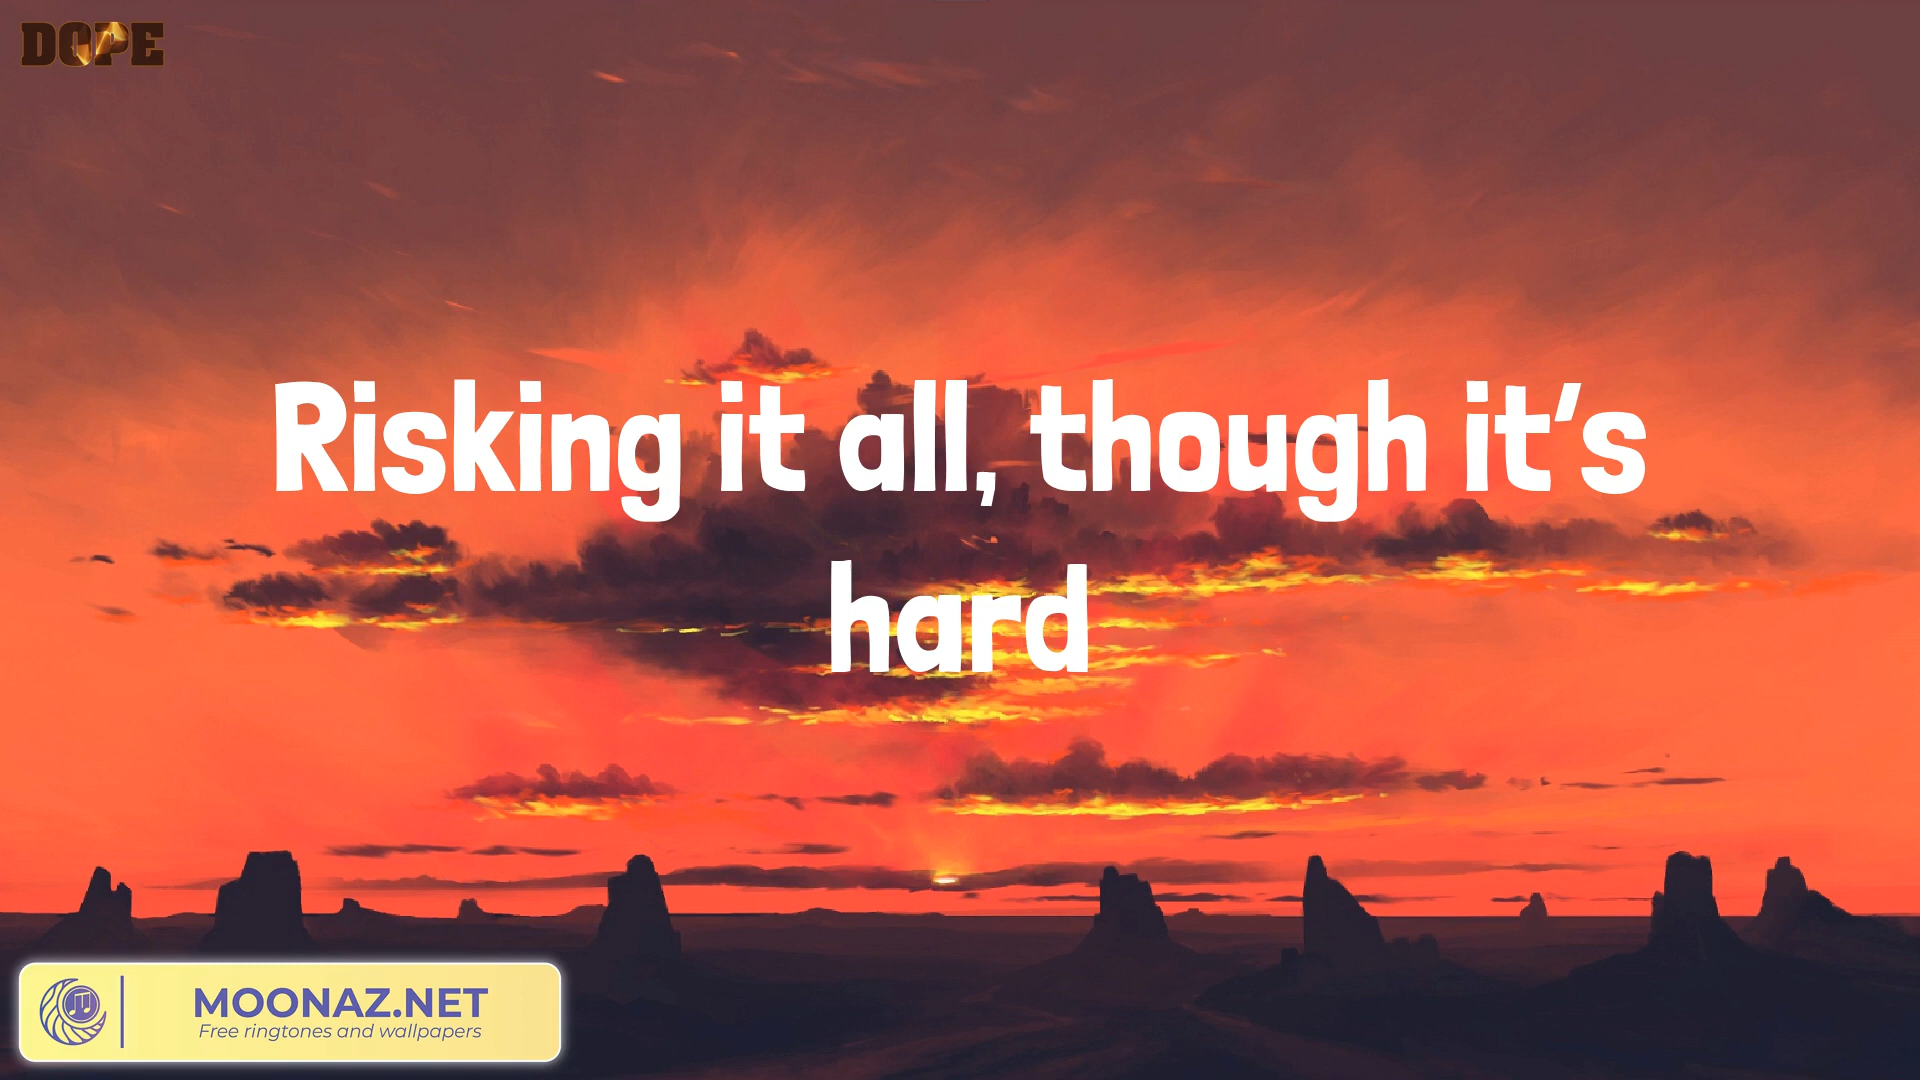 DOPE
Risking it all, though it's
hard
MOONAZ.NET
Free ringtones and wallpapers